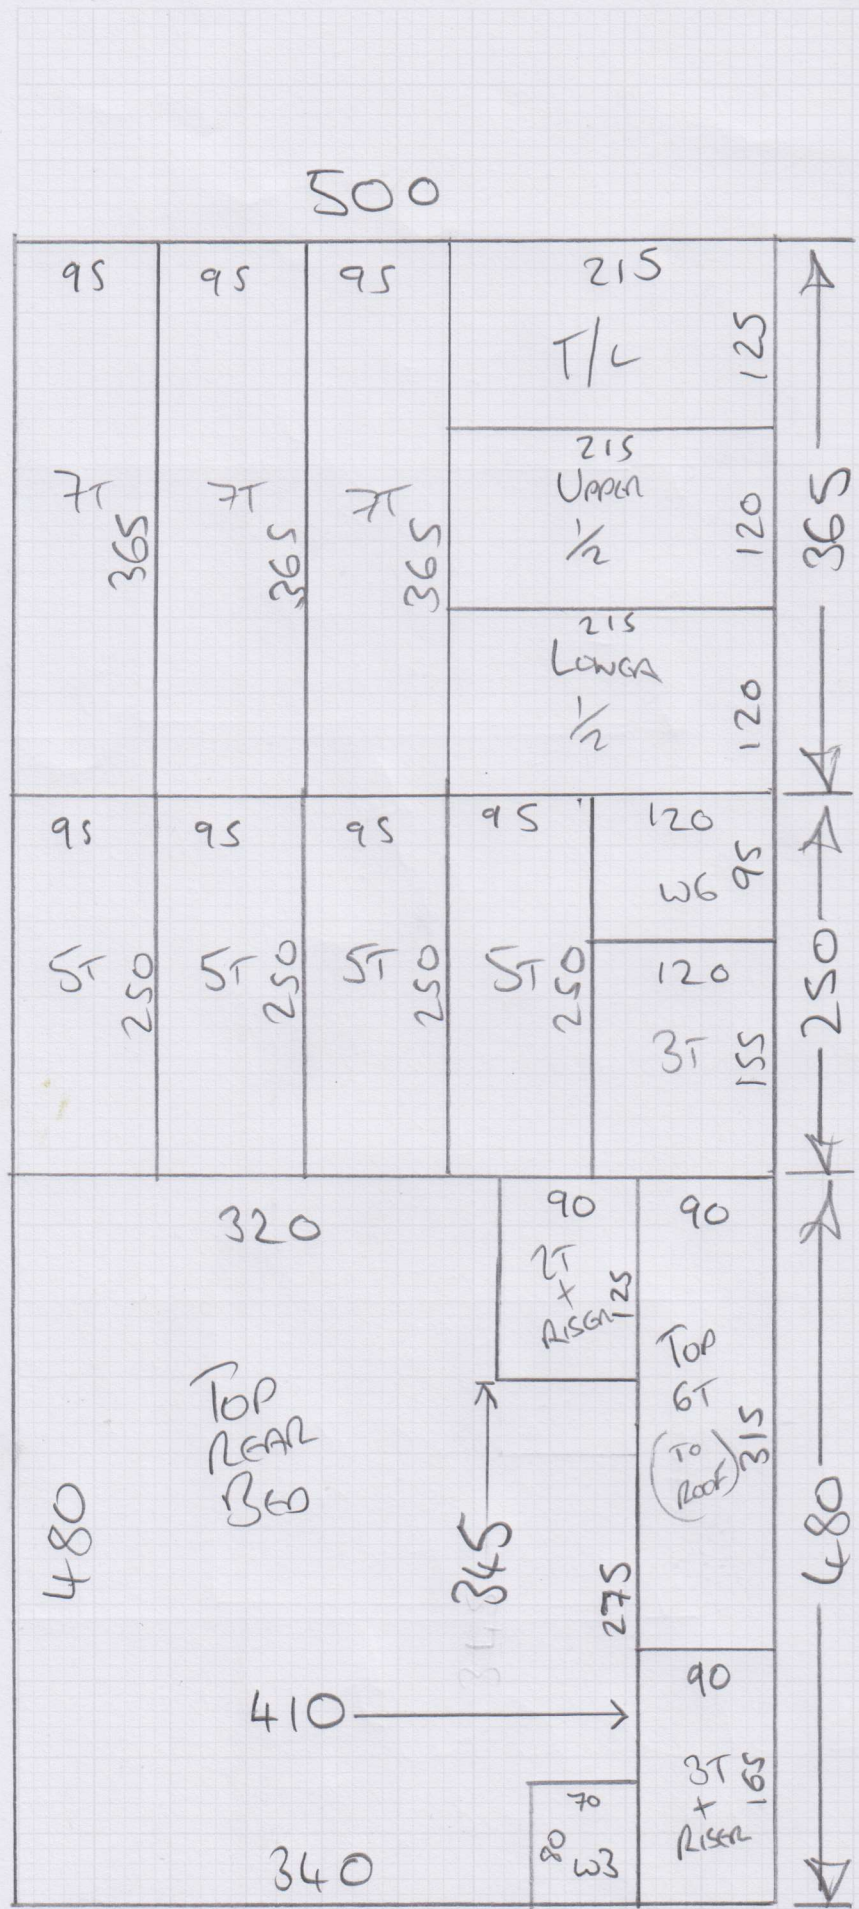 500
95
95
95
215
T/L
125
7T
365
7T
365
7T
365
215
UPPER
1/2
120
215
LOWER
1/2
120
365
95
95
95
95
120
W6
95
5T
250
5T
250
5T
250
5T
250
120
3T
155
250
320
90
2T
+
RISER
125
90
TOP
6T
(TO
ROOF)
315
TOP
REAR
BED
480
345
275
410
90
3T
+
RISER
165
70
80
W3
340
480